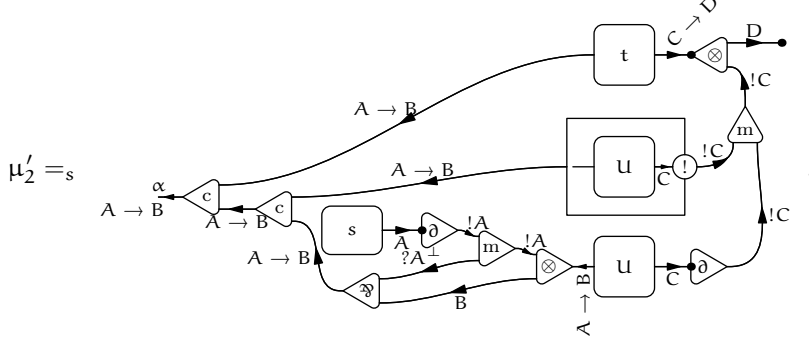 C → D
D
t
⊗
!C
A → B
m
A → B
u
C
!
!C
μ′₂ =ₛ
α
c
A → B
A → B
c
s
A
∂
!A
?A⊥
m
!A
!C
A → B
⅋
B
⊗
A → B
u
C
∂